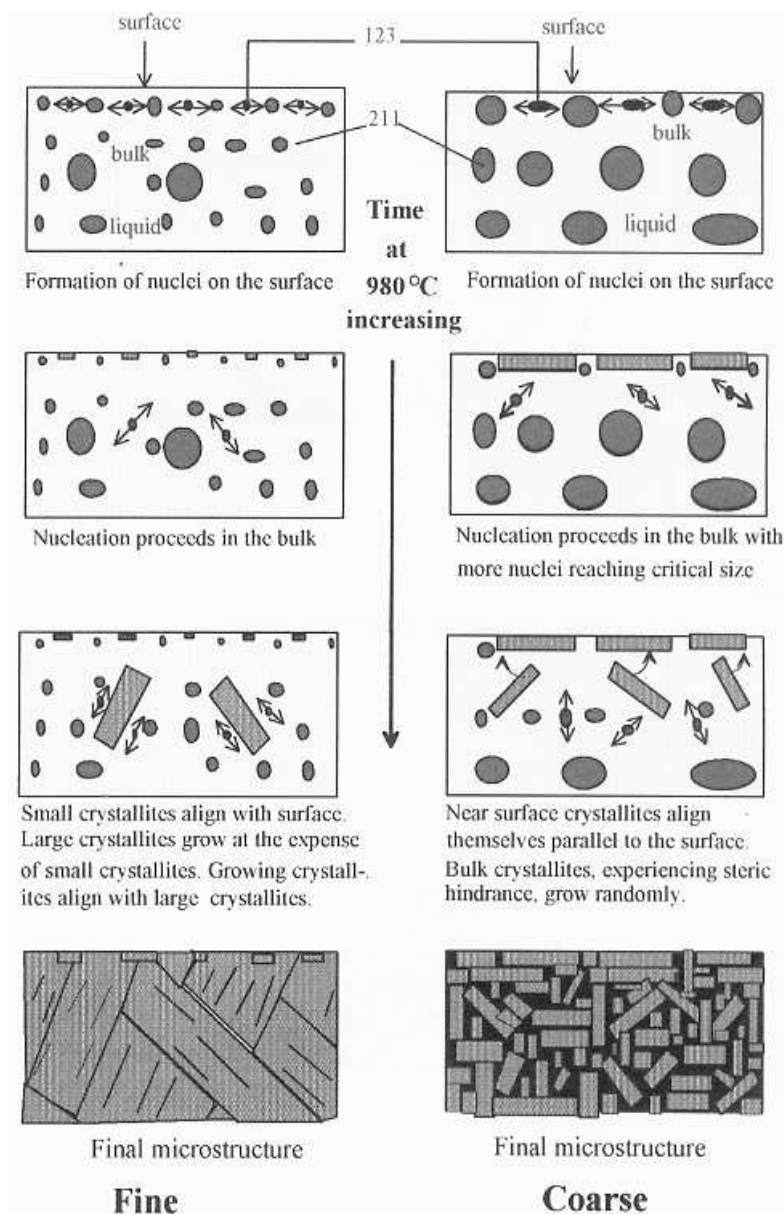 surface
123
surface
211
bulk
bulk
liquid
liquid
Time
at
980 °C
increasing
Formation of nuclei on the surface
Formation of nuclei on the surface
Nucleation proceeds in the bulk
Nucleation proceeds in the bulk with
more nuclei reaching critical size
Small crystallites align with surface.
Large crystallites grow at the expense
of small crystallites. Growing crystall-.
ites align with large crystallites.
Near surface crystallites align
themselves parallel to the surface.
Bulk crystallites, experiencing steric
hindrance, grow randomly.
Final microstructure
Final microstructure
Fine
Coarse